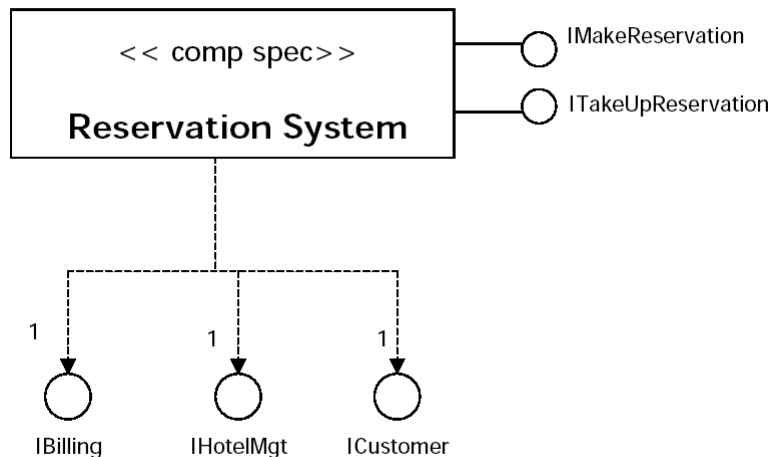 << comp spec>>
Reservation System
IMakeReservation
ITakeUpReservation
1
1
1
IBilling
IHotelMgt
ICustomer